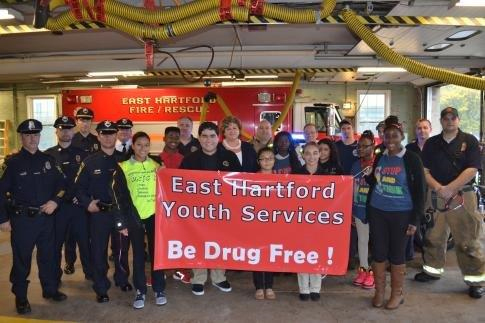 EAST HARTFORD
FIRE / RESCUE
East Hartford
Youth Services
Be Drug Free !